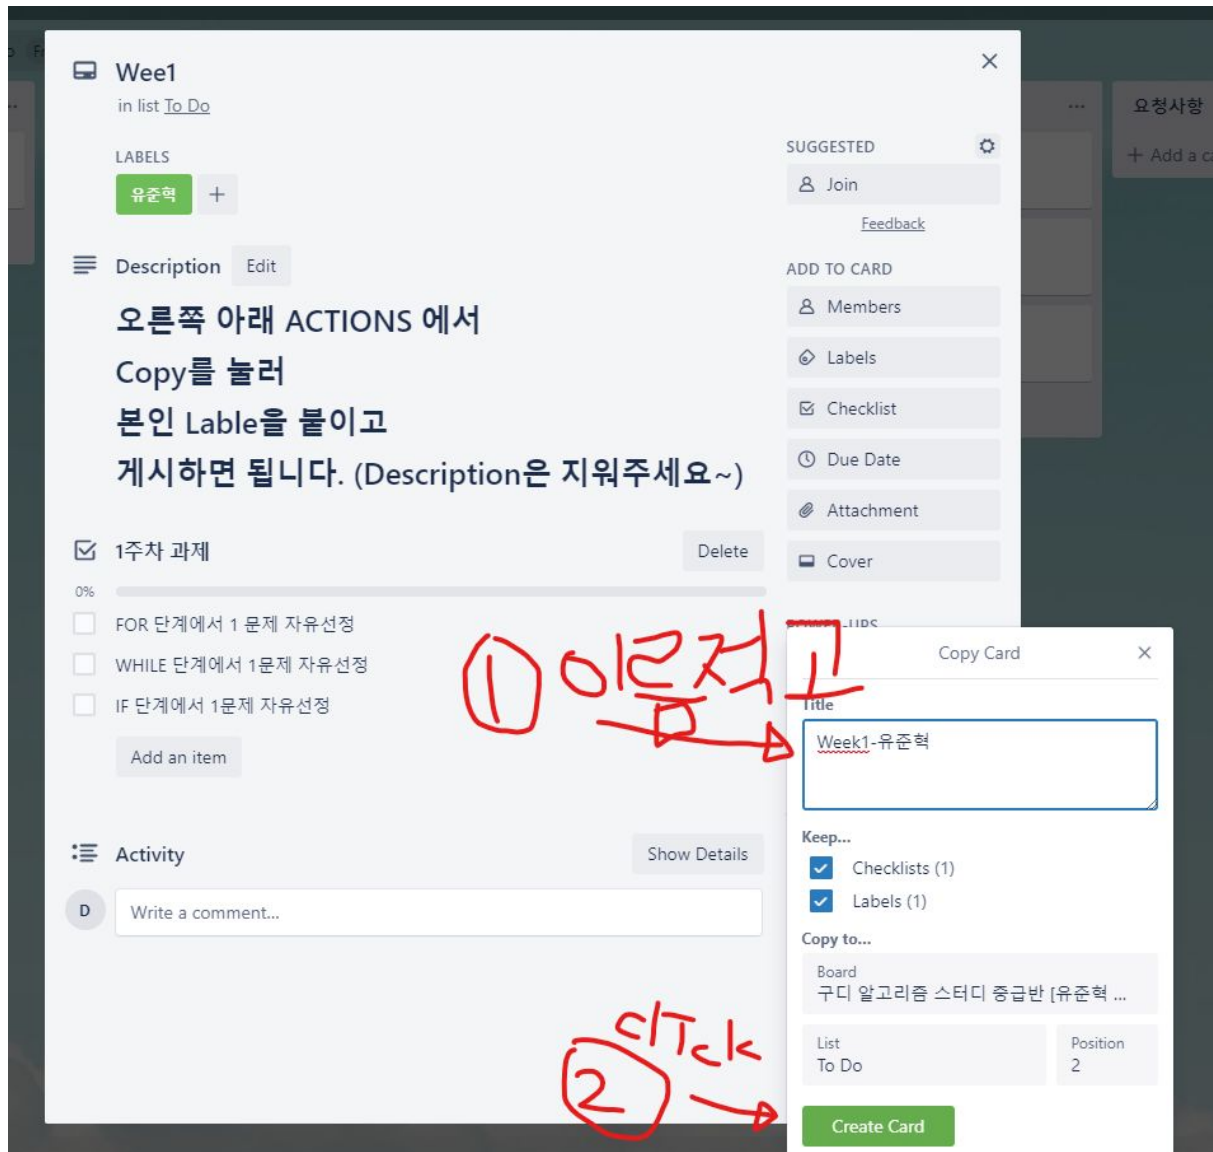 Wee1
in list To Do
LABELS
유준혁
Description Edit
오른쪽 아래 ACTIONS 에서
Copy를 눌러
본인 Lable을 붙이고
게시하면 됩니다. (Description은 지워주세요~)
1주차 과제 Delete
0%
FOR 단계에서 1 문제 자유선정
WHILE 단계에서 1문제 자유선정
IF 단계에서 1문제 자유선정
Add an item
Activity Show Details
D Write a comment...
SUGGESTED
Join
Feedback
ADD TO CARD
Members
Labels
Checklist
Due Date
Attachment
Cover
POWER-UPS
① 이름적고
Copy Card
Title
Week1-유준혁
Keep...
Checklists (1)
Labels (1)
Copy to...
Board
구디 알고리즘 스터디 중급반 [유준혁 ...
List
To Do
Position
2
② click
Create Card
요청사항
+ Add a